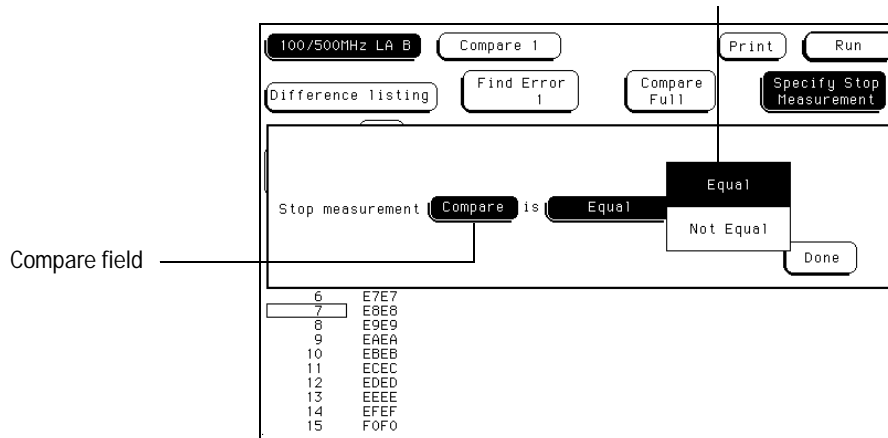 100/500MHz LA B Compare 1 Print Run
Difference listing Find Error 1 Compare Full Specify Stop Measurement
Stop measurement Compare is Equal
Equal
Not Equal
Done
Compare field
6 E7E7
7 E8E8
8 E9E9
9 EAEA
10 EBEB
11 ECEC
12 EDED
13 EEEE
14 EFEF
15 F0F0